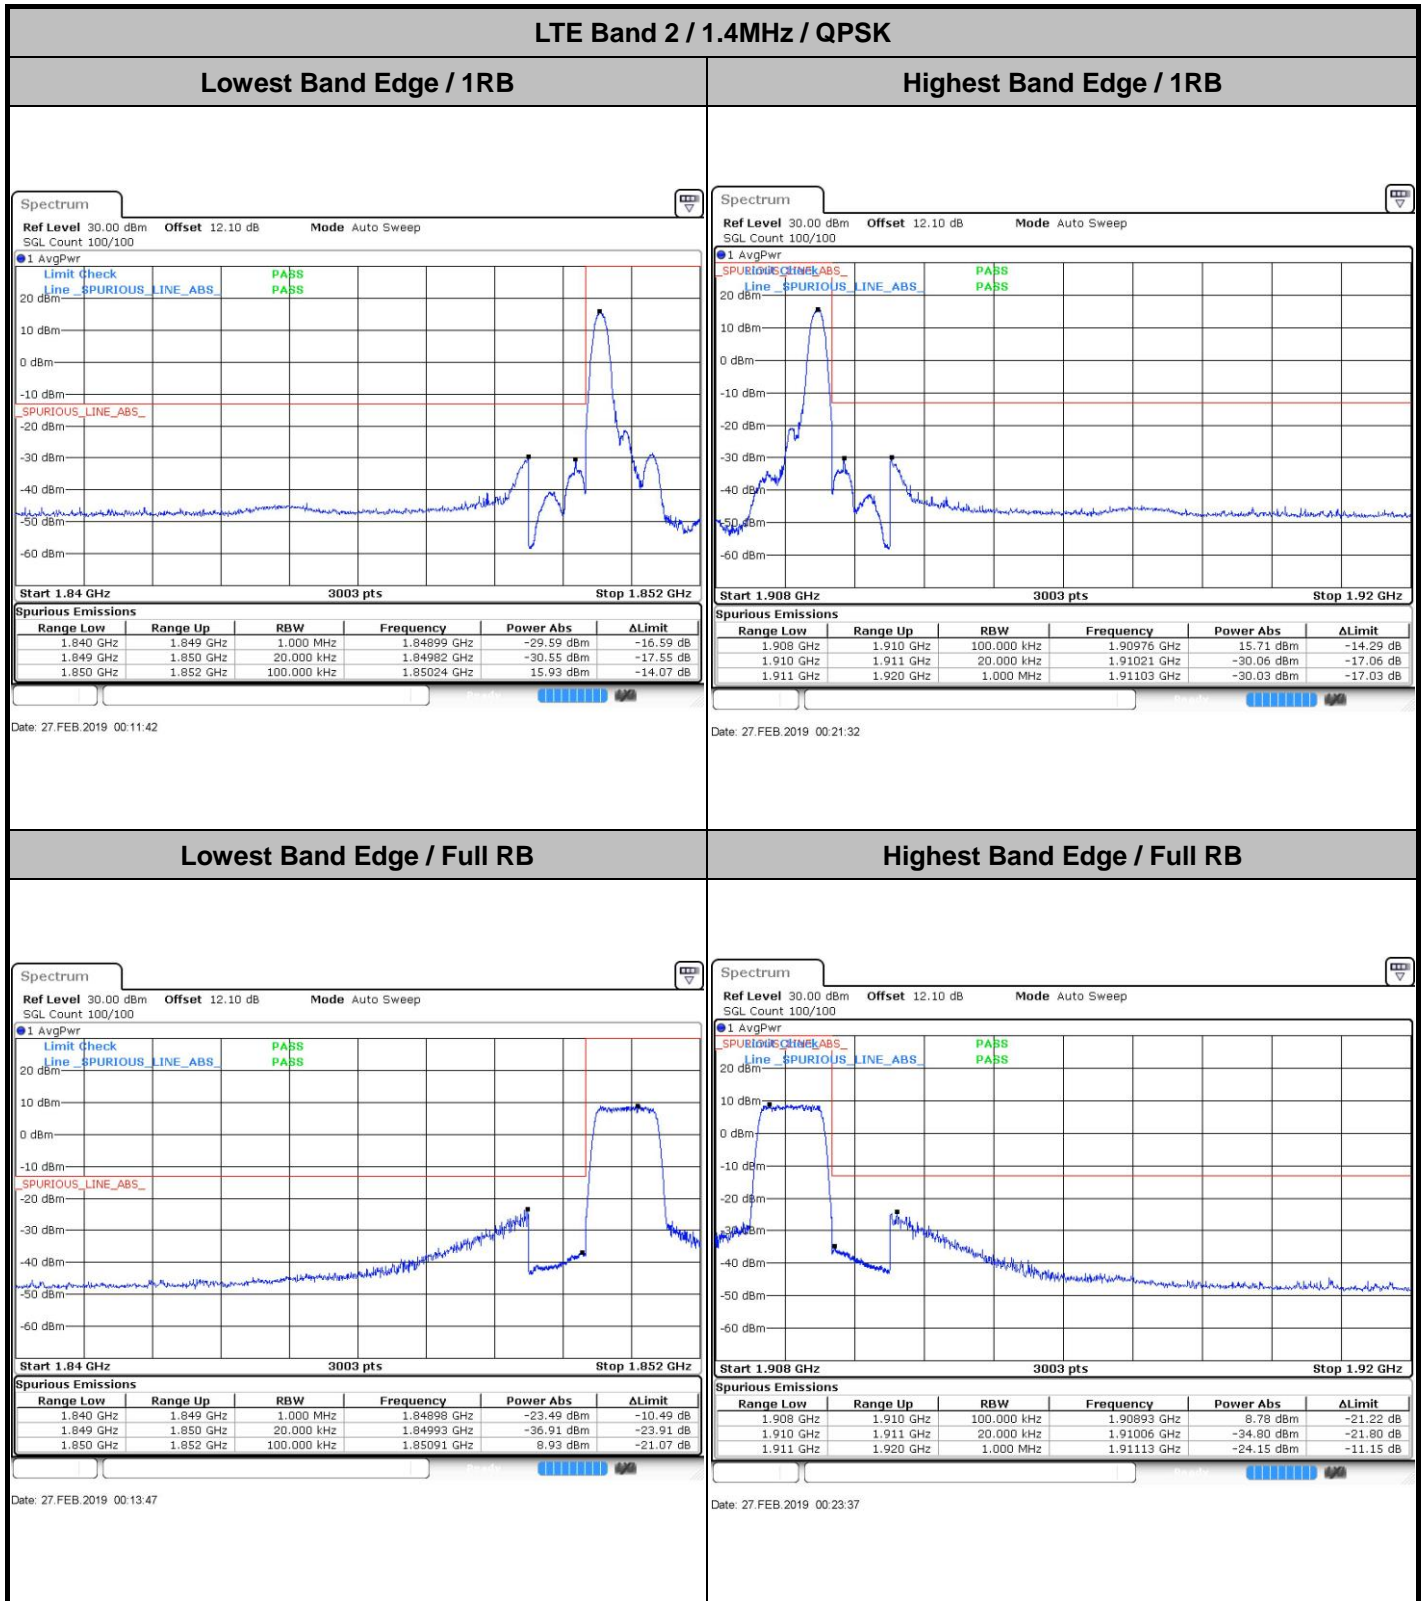 LTE Band 2 / 1.4MHz / QPSK
Lowest Band Edge / 1RB
Highest Band Edge / 1RB
Spectrum
Ref Level 30.00 dBm Offset 12.10 dB Mode Auto Sweep
SGL Count 100/100
1 AvgPwr
Limit Check PASS
Line _SPURIOUS_LINE_ABS_ PASS
20 dBm
10 dBm
0 dBm
-10 dBm
_SPURIOUS_LINE_ABS_
-20 dBm
-30 dBm
-40 dBm
-50 dBm
-60 dBm
Start 1.84 GHz 3003 pts Stop 1.852 GHz
Spurious Emissions
Range Low Range Up RBW Frequency Power Abs ΔLimit
1.840 GHz 1.849 GHz 1.000 MHz 1.84899 GHz -29.59 dBm -16.59 dB
1.849 GHz 1.850 GHz 20.000 kHz 1.84982 GHz -30.55 dBm -17.55 dB
1.850 GHz 1.852 GHz 100.000 kHz 1.85024 GHz 15.93 dBm -14.07 dB
Ready
Date: 27.FEB.2019 00:11:42
Spectrum
Ref Level 30.00 dBm Offset 12.10 dB Mode Auto Sweep
SGL Count 100/100
1 AvgPwr
_SPURIOUS_LINE_ABS_
Limit Check PASS
Line _SPURIOUS_LINE_ABS_ PASS
20 dBm
10 dBm
0 dBm
-10 dBm
-20 dBm
-30 dBm
-40 dBm
-50 dBm
-60 dBm
Start 1.908 GHz 3003 pts Stop 1.92 GHz
Spurious Emissions
Range Low Range Up RBW Frequency Power Abs ΔLimit
1.908 GHz 1.910 GHz 100.000 kHz 1.90976 GHz 15.71 dBm -14.29 dB
1.910 GHz 1.911 GHz 20.000 kHz 1.91021 GHz -30.06 dBm -17.06 dB
1.911 GHz 1.920 GHz 1.000 MHz 1.91103 GHz -30.03 dBm -17.03 dB
Date: 27.FEB.2019 00:21:32
Lowest Band Edge / Full RB
Highest Band Edge / Full RB
Spectrum
Ref Level 30.00 dBm Offset 12.10 dB Mode Auto Sweep
SGL Count 100/100
1 AvgPwr
Limit Check PASS
Line _SPURIOUS_LINE_ABS_ PASS
20 dBm
10 dBm
0 dBm
-10 dBm
_SPURIOUS_LINE_ABS_
-20 dBm
-30 dBm
-40 dBm
-50 dBm
-60 dBm
Start 1.84 GHz 3003 pts Stop 1.852 GHz
Spurious Emissions
Range Low Range Up RBW Frequency Power Abs ΔLimit
1.840 GHz 1.849 GHz 1.000 MHz 1.84898 GHz -23.49 dBm -10.49 dB
1.849 GHz 1.850 GHz 20.000 kHz 1.84993 GHz -36.91 dBm -23.91 dB
1.850 GHz 1.852 GHz 100.000 kHz 1.85091 GHz 8.93 dBm -21.07 dB
Ready
Date: 27.FEB.2019 00:13:47
Spectrum
Ref Level 30.00 dBm Offset 12.10 dB Mode Auto Sweep
SGL Count 100/100
1 AvgPwr
_SPURIOUS_LINE_ABS_
Limit Check PASS
Line _SPURIOUS_LINE_ABS_ PASS
20 dBm
10 dBm
0 dBm
-10 dBm
-20 dBm
-30 dBm
-40 dBm
-50 dBm
-60 dBm
Start 1.908 GHz 3003 pts Stop 1.92 GHz
Spurious Emissions
Range Low Range Up RBW Frequency Power Abs ΔLimit
1.908 GHz 1.910 GHz 100.000 kHz 1.90893 GHz 8.78 dBm -21.22 dB
1.910 GHz 1.911 GHz 20.000 kHz 1.91006 GHz -34.80 dBm -21.80 dB
1.911 GHz 1.920 GHz 1.000 MHz 1.91113 GHz -24.15 dBm -11.15 dB
Date: 27.FEB.2019 00:23:37